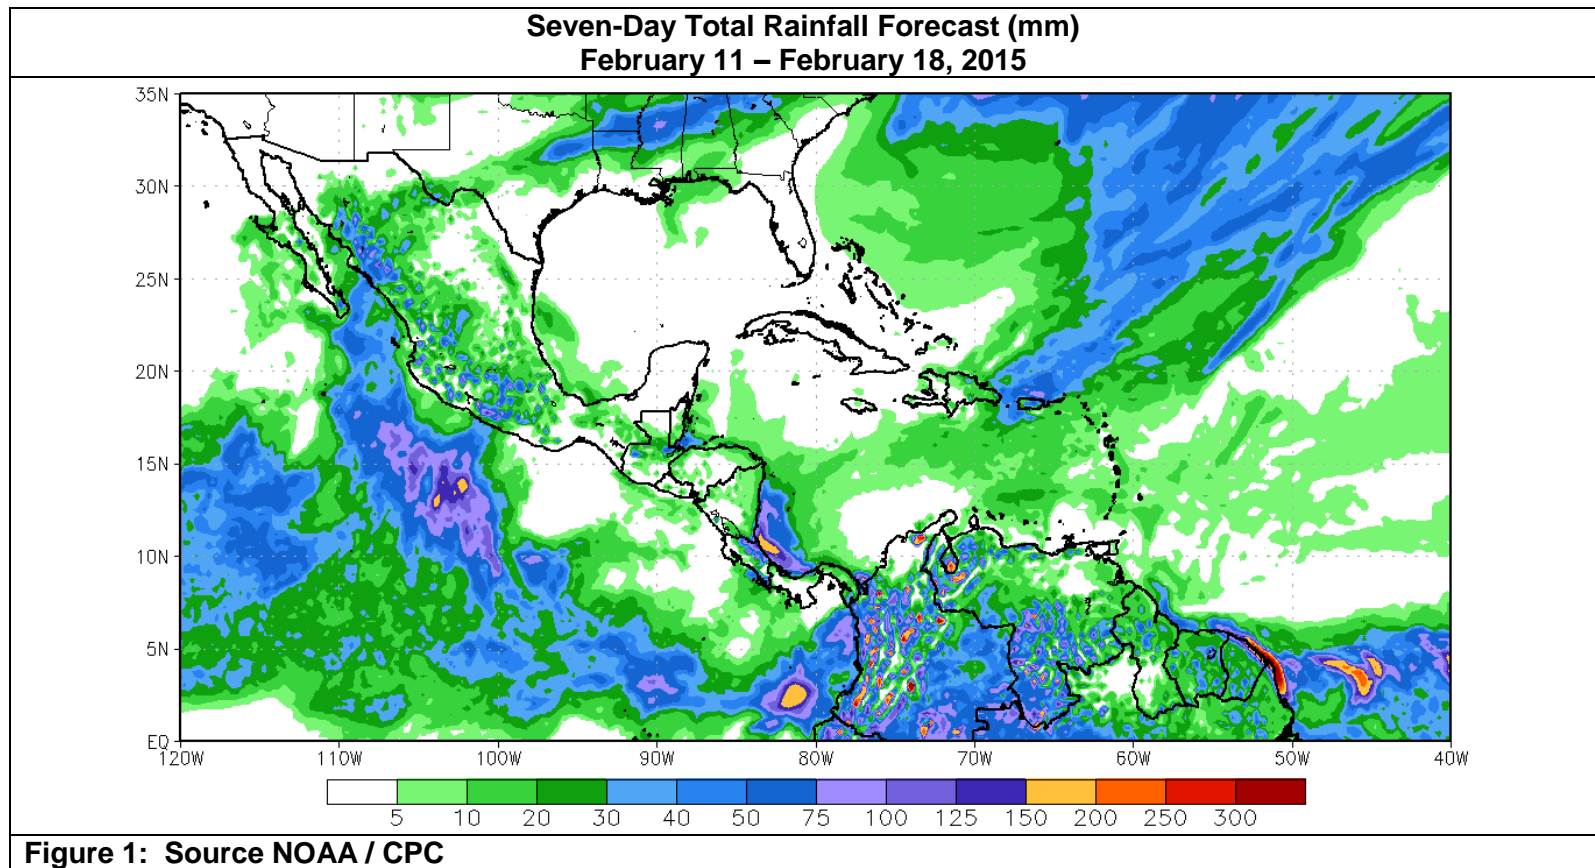 Seven-Day Total Rainfall Forecast (mm)
February 11 – February 18, 2015
35N
30N
25N
20N
15N
10N
5N
EQ
120W 110W 100W 90W 80W 70W 60W 50W 40W
5 10 20 30 40 50 75 100 125 150 200 250 300
Figure 1: Source NOAA / CPC